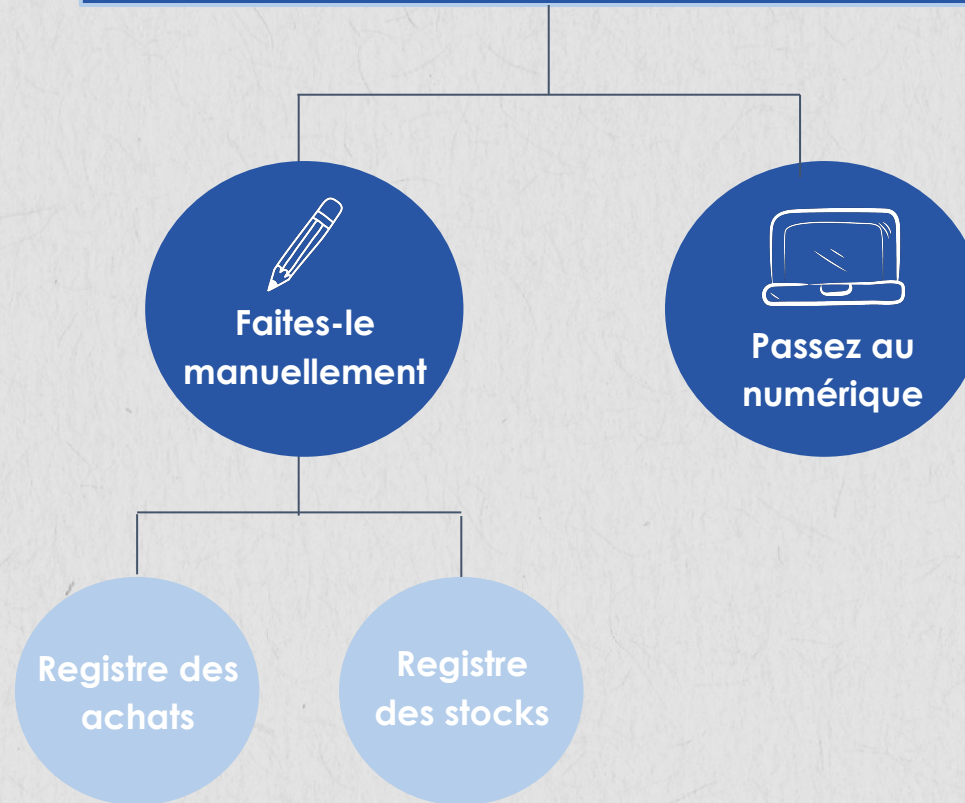 Faites-le
manuellement
Passez au
numérique
Registre des
achats
Registre
des stocks